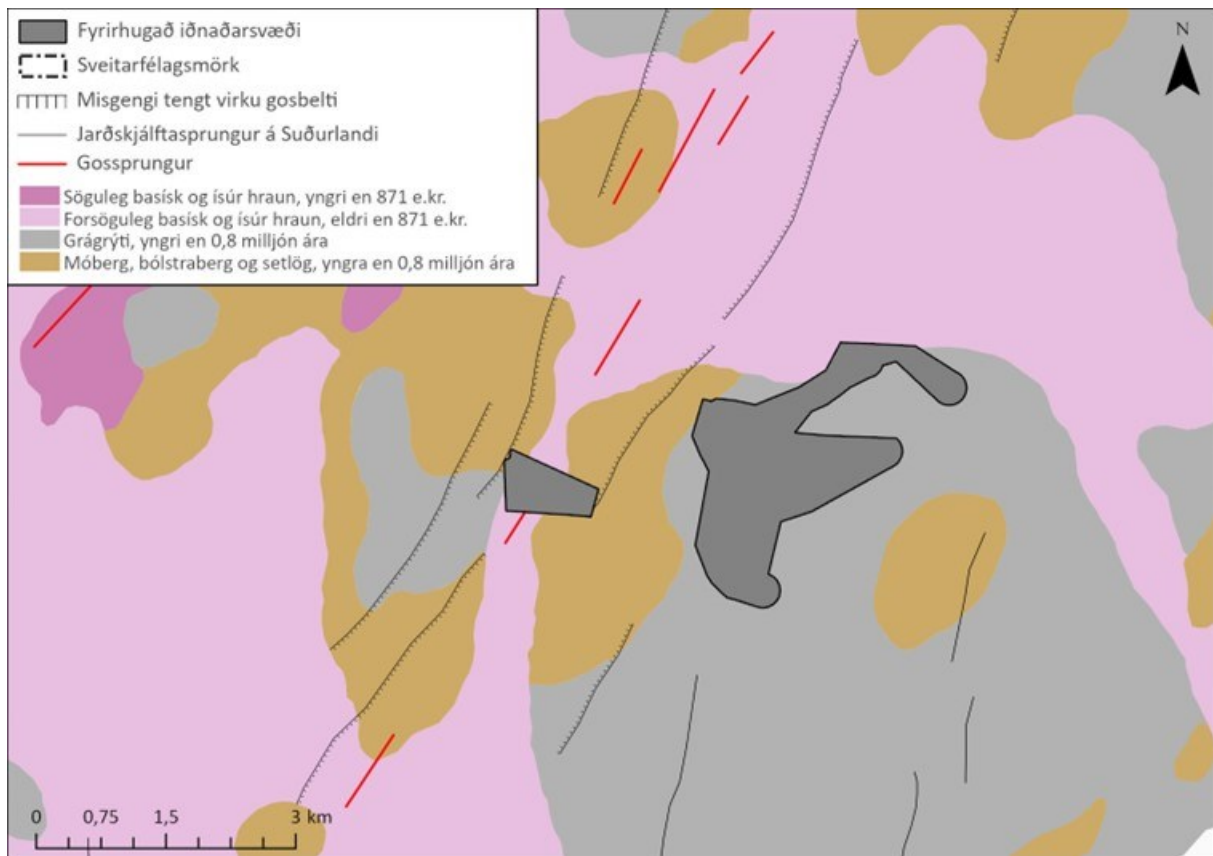 Fyrirhugað iðnaðarsvæði
Sveitarfélagsmörk
Misgengi tengt virku gosbelti
Jarðskjálftasprungur á Suðurlandi
Gossprungur
Söguleg basísk og ísúr hraun, yngri en 871 e.kr.
Forsöguleg basísk og ísúr hraun, eldri en 871 e.kr.
Grágrýti, yngri en 0,8 milljón ára
Móberg, bólstraberg og setlög, yngra en 0,8 milljón ára
N
0 0,75 1,5 3 km